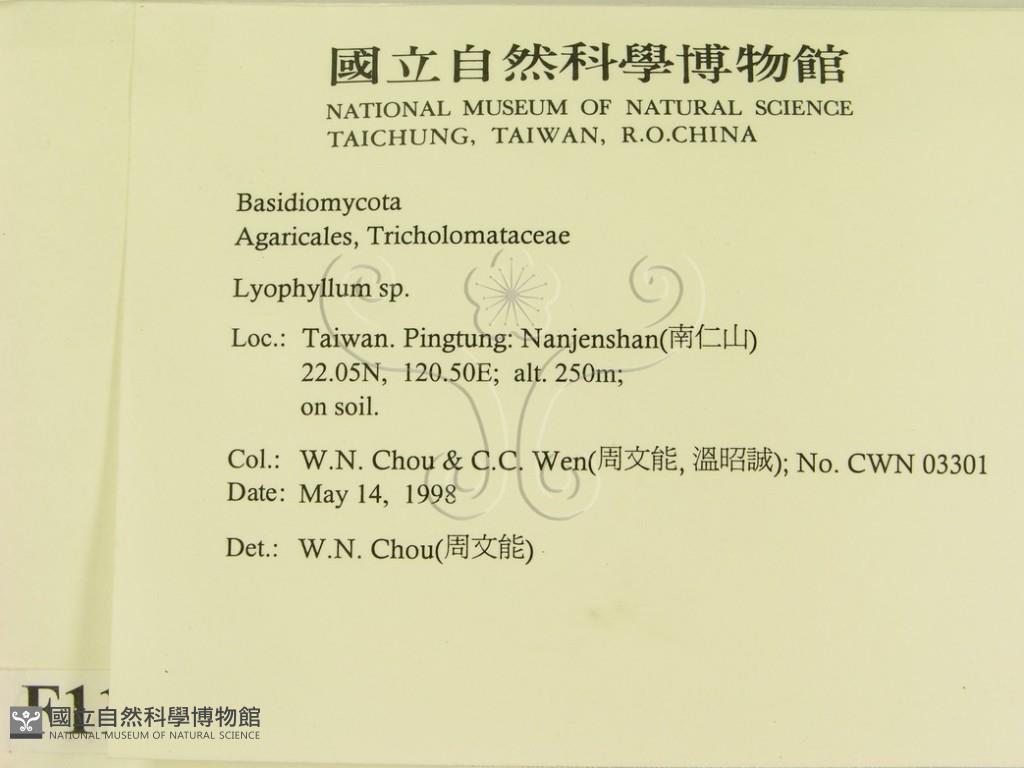 國立自然科學博物館
NATIONAL MUSEUM OF NATURAL SCIENCE
TAICHUNG, TAIWAN, R.O.CHINA
Basidiomycota
Agaricales, Tricholomataceae
Lyophyllum sp.
Loc.: Taiwan. Pingtung: Nanjenshan(南仁山)
22.05N, 120.50E; alt. 250m;
on soil.
Col.: W.N. Chou & C.C. Wen(周文能, 溫昭誠); No. CWN 03301
Date: May 14, 1998
Det.: W.N. Chou(周文能)
國立自然科學博物館
NATIONAL MUSEUM OF NATURAL SCIENCE